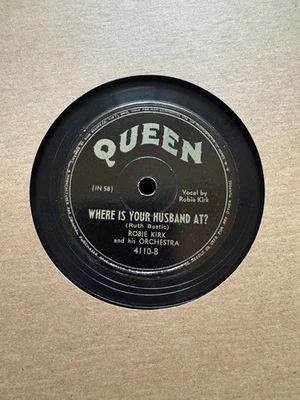 QUEEN
(IN 58)
Vocal by
Robie Kirk
WHERE IS YOUR HUSBAND AT?
(Ruth Bostic)
ROBIE KIRK
and his ORCHESTRA
4110-B